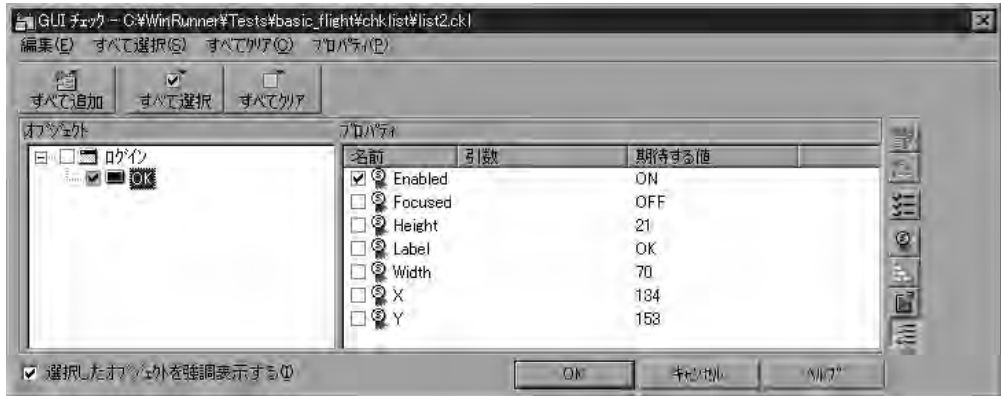 GUI チェック - C:¥WinRunner¥Tests¥basic_flight¥chklist¥list2.ckl
編集(E) すべて選択(S) すべてクリア(C) プロパティ(P)
すべて追加 すべて選択 すべてクリア
オブジェクト
ログイン
OK
プロパティ
名前 引数 期待する値
Enabled ON
Focused OFF
Height 21
Label OK
Width 70
X 134
Y 153
選択したオブジェクトを強調表示する(I)
OK キャンセル ヘルプ